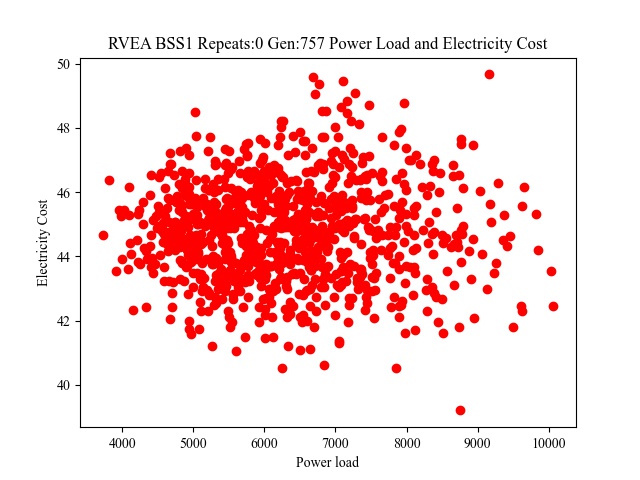 RVEA BSS1 Repeats:0 Gen:757 Power Load and Electricity Cost
50
48
46
44
42
40
Electricity Cost
4000 5000 6000 7000 8000 9000 10000
Power load